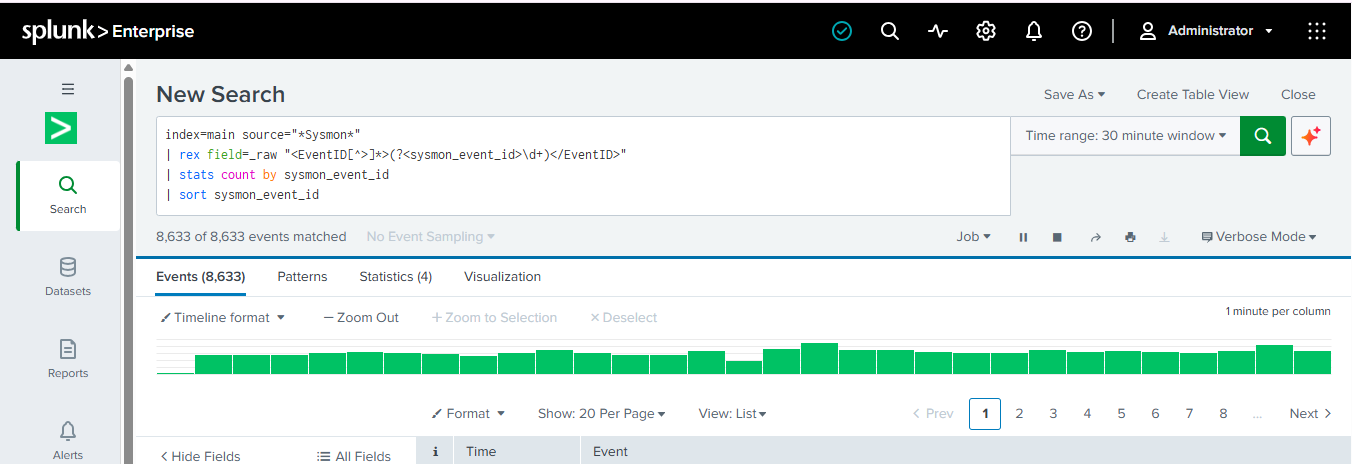 splunk> Enterprise
Administrator
New Search
Save As
Create Table View
Close
index=main source="*Sysmon*"
| rex field=_raw "<EventID[^>]*>(?<sysmon_event_id>\d+)</EventID>"
| stats count by sysmon_event_id
| sort sysmon_event_id
Time range: 30 minute window
Search
Datasets
Reports
Alerts
8,633 of 8,633 events matched
No Event Sampling
Job
Verbose Mode
Events (8,633)
Patterns
Statistics (4)
Visualization
Timeline format
— Zoom Out
+ Zoom to Selection
× Deselect
1 minute per column
Format
Show: 20 Per Page
View: List
< Prev
1 2 3 4 5 6 7 8 ...
Next >
< Hide Fields
All Fields
i
Time
Event